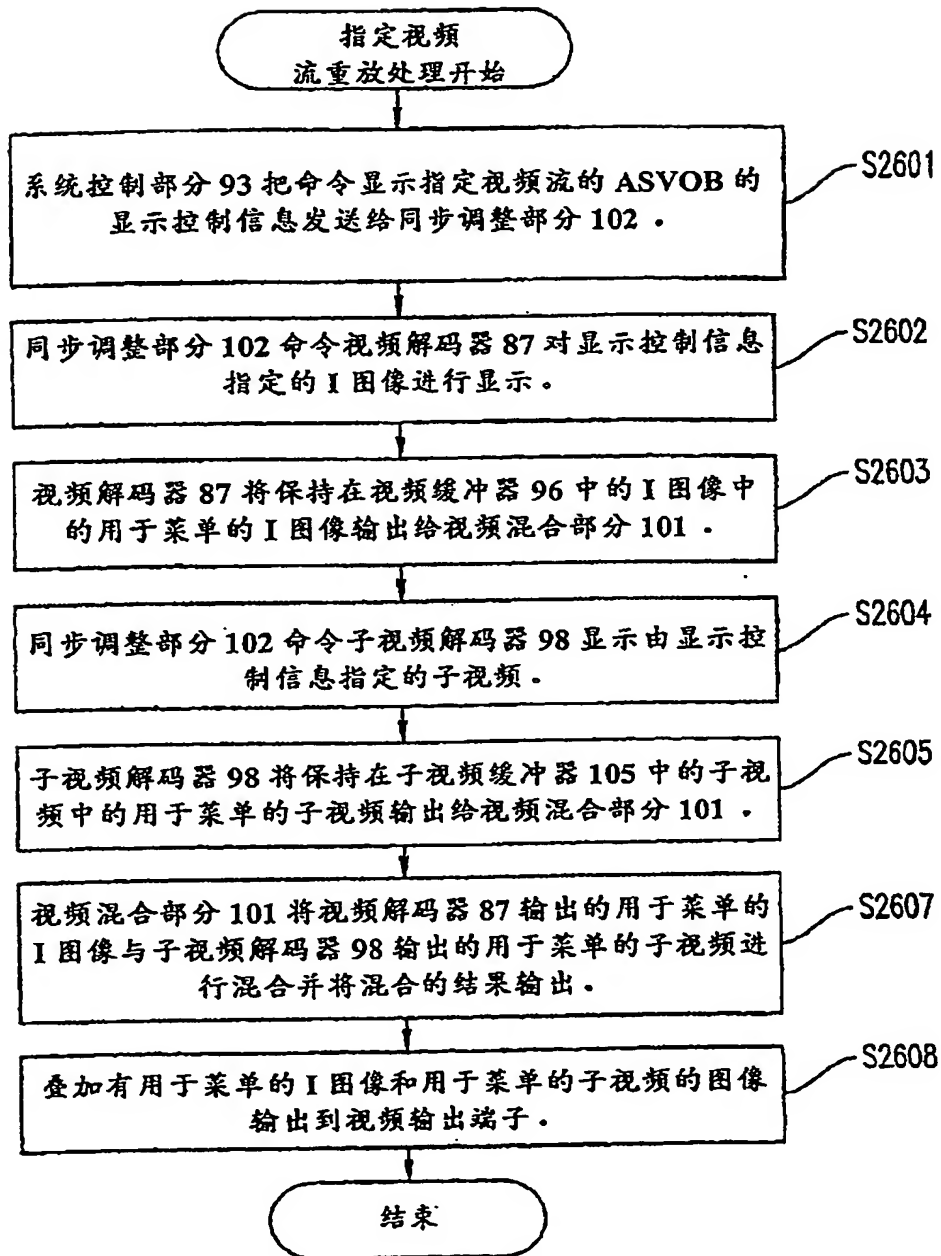 指定视频
流重放处理开始
系统控制部分 93 把命令显示指定视频流的 ASVOB 的
显示控制信息发送给同步调整部分 102 .
S2601
同步调整部分 102 命令视频解码器 87 对显示控制信息
指定的 I 图像进行显示。
S2602
视频解码器 87 将保持在视频缓冲器 96 中的 I 图像中
的用于菜单的 I 图像输出给视频混合部分 101 .
S2603
同步调整部分 102 命令子视频解码器 98 显示由显示控
制信息指定的子视频.
S2604
子视频解码器 98 将保持在子视频缓冲器 105 中的子视
频中的用于菜单的子视频输出给视频混合部分 101 .
S2605
视频混合部分 101 将视频解码器 87 输出的用于菜单的
I 图像与子视频解码器 98 输出的用于菜单的子视频进
行混合并将混合的结果输出.
S2607
叠加有用于菜单的 I 图像和用于菜单的子视频的图像
输出到视频输出端子.
S2608
结束